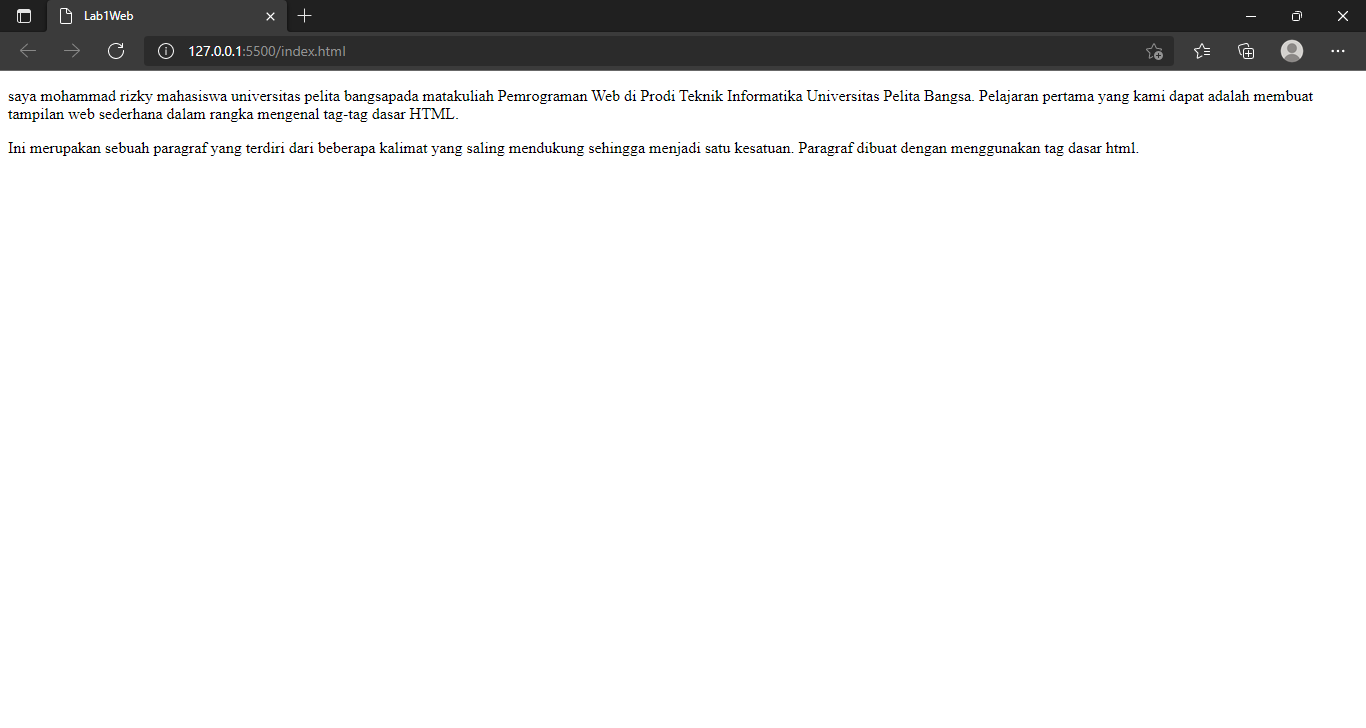 Lab1Web
127.0.0.1:5500/index.html
saya mohammad rizky mahasiswa universitas pelita bangsapada matakuliah Pemrograman Web di Prodi Teknik Informatika Universitas Pelita Bangsa. Pelajaran pertama yang kami dapat adalah membuat
tampilan web sederhana dalam rangka mengenal tag-tag dasar HTML.
Ini merupakan sebuah paragraf yang terdiri dari beberapa kalimat yang saling mendukung sehingga menjadi satu kesatuan. Paragraf dibuat dengan menggunakan tag dasar html.